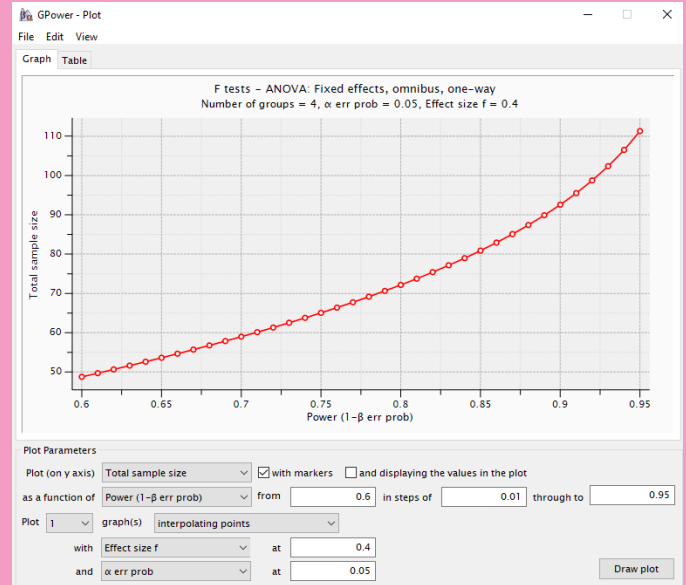 GPower - Plot
File Edit View
Graph Table
F tests – ANOVA: Fixed effects, omnibus, one-way
Number of groups = 4, α err prob = 0.05, Effect size f = 0.4
110
100
90
80
70
60
50
Total sample size
0.6 0.65 0.7 0.75 0.8 0.85 0.9 0.95
Power (1-β err prob)
Plot Parameters
Plot (on y axis) Total sample size with markers and displaying the values in the plot
as a function of Power (1-β err prob) from 0.6 in steps of 0.01 through to 0.95
Plot 1 graph(s) interpolating points
with Effect size f at 0.4
and α err prob at 0.05 Draw plot